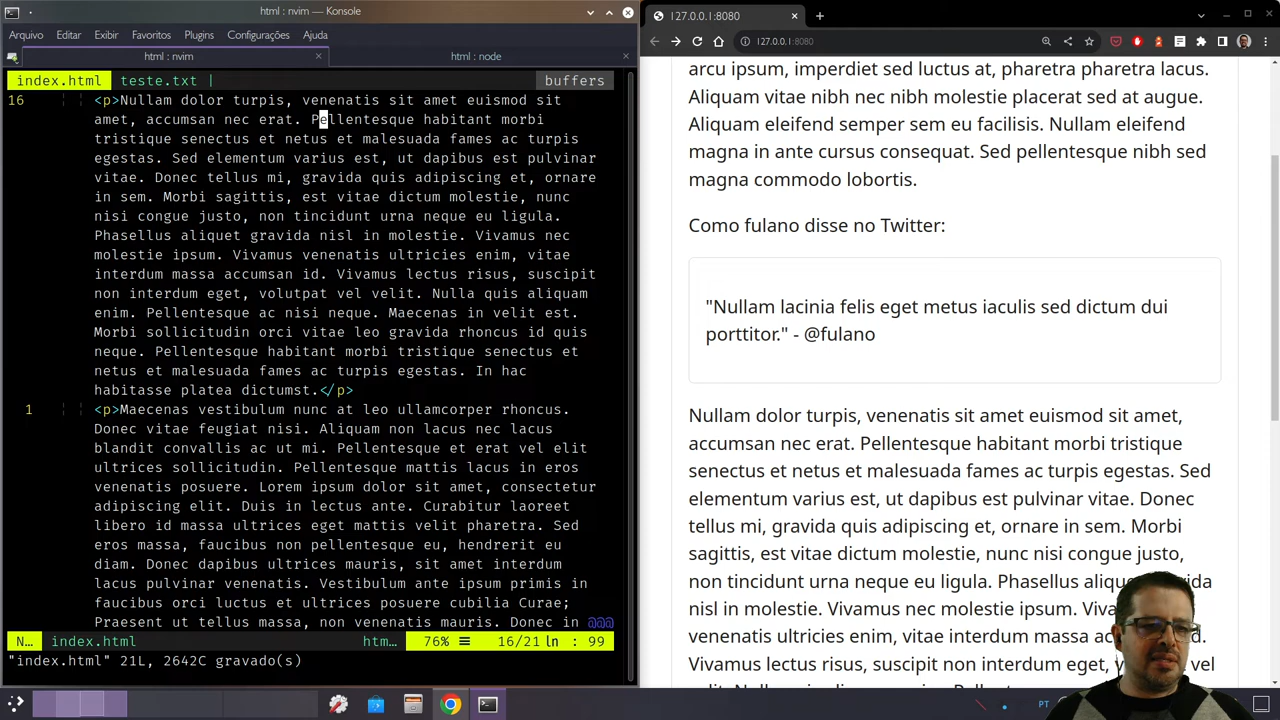 html : nvim — Konsole
Arquivo Editar Exibir Favoritos Plugins Configurações Ajuda
html : nvim
html : node
index.html teste.txt | buffers
16 <p>Nullam dolor turpis, venenatis sit amet euismod sit
amet, accumsan nec erat. Pellentesque habitant morbi
tristique senectus et netus et malesuada fames ac turpis
egestas. Sed elementum varius est, ut dapibus est pulvinar
vitae. Donec tellus mi, gravida quis adipiscing et, ornare
in sem. Morbi sagittis, est vitae dictum molestie, nunc
nisi congue justo, non tincidunt urna neque eu ligula.
Phasellus aliquet gravida nisl in molestie. Vivamus nec
molestie ipsum. Vivamus venenatis ultricies enim, vitae
interdum massa accumsan id. Vivamus lectus risus, suscipit
non interdum eget, volutpat vel velit. Nulla quis aliquam
enim. Pellentesque ac nisi neque. Maecenas in velit est.
Morbi sollicitudin orci vitae leo gravida rhoncus id quis
neque. Pellentesque habitant morbi tristique senectus et
netus et malesuada fames ac turpis egestas. In hac
habitasse platea dictumst.</p>
1 <p>Maecenas vestibulum nunc at leo ullamcorper rhoncus.
Donec vitae feugiat nisi. Aliquam non lacus nec lacus
blandit convallis ac ut mi. Pellentesque et erat vel elit
ultrices sollicitudin. Pellentesque mattis lacus in eros
venenatis posuere. Lorem ipsum dolor sit amet, consectetur
adipiscing elit. Duis in lectus ante. Curabitur laoreet
libero id massa ultrices eget mattis velit pharetra. Sed
eros massa, faucibus non pellentesque eu, hendrerit eu
diam. Donec dapibus ultrices mauris, sit amet interdum
lacus pulvinar venenatis. Vestibulum ante ipsum primis in
faucibus orci luctus et ultrices posuere cubilia Curae;
Praesent ut tellus massa, non venenatis mauris. Donec in @@@
N… index.html htm… 76% ☰ 16/21 ln : 99
"index.html" 21L, 2642C gravado(s)
127.0.0.1:8080
127.0.0.1:8080
arcu ipsum, imperdiet sed luctus at, pharetra pharetra lacus.
Aliquam vitae nibh nec nibh molestie placerat sed at augue.
Aliquam eleifend semper sem eu facilisis. Nullam eleifend
magna in ante cursus consequat. Sed pellentesque nibh sed
magna commodo lobortis.
Como fulano disse no Twitter:
"Nullam lacinia felis eget metus iaculis sed dictum dui
porttitor." - @fulano
Nullam dolor turpis, venenatis sit amet euismod sit amet,
accumsan nec erat. Pellentesque habitant morbi tristique
senectus et netus et malesuada fames ac turpis egestas. Sed
elementum varius est, ut dapibus est pulvinar vitae. Donec
tellus mi, gravida quis adipiscing et, ornare in sem. Morbi
sagittis, est vitae dictum molestie, nunc nisi congue justo,
non tincidunt urna neque eu ligula. Phasellus
nisl in molestie. Vivamus nec molestie ipsum.
venenatis ultricies enim, vitae interdum massa
Vivamus lectus risus, suscipit non interdum eget, vel
PT